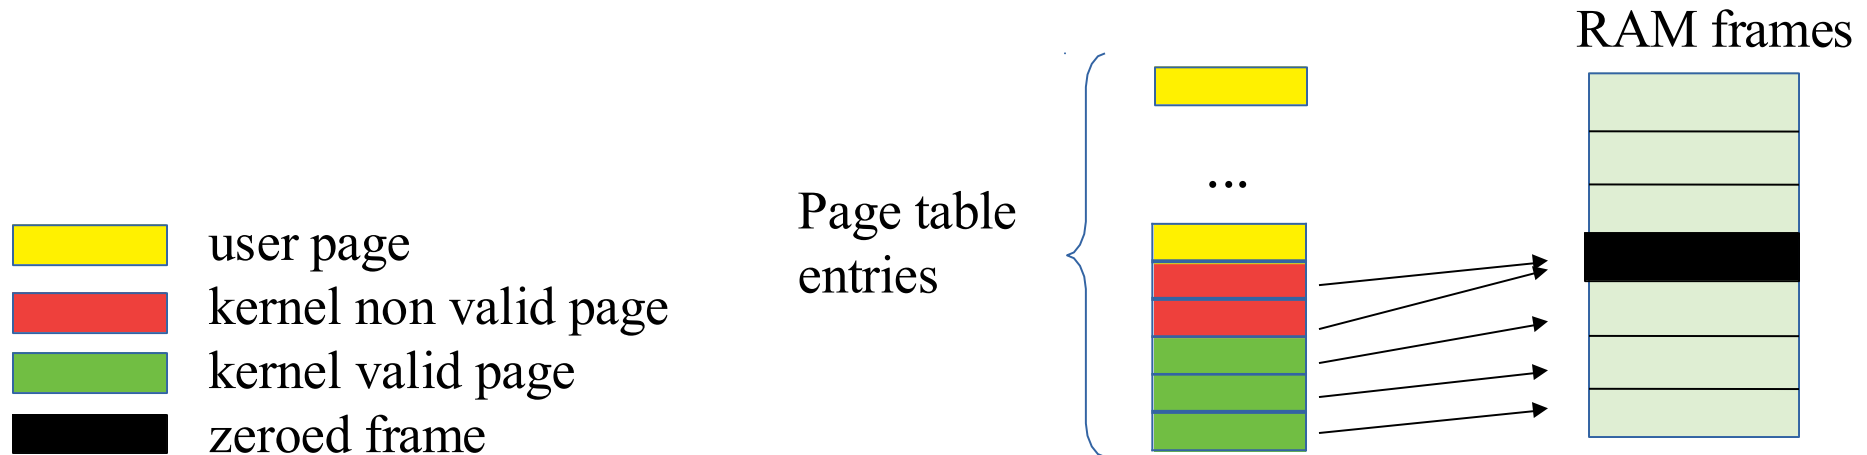 RAM frames
...
Page table
entries
user page
kernel non valid page
kernel valid page
zeroed frame